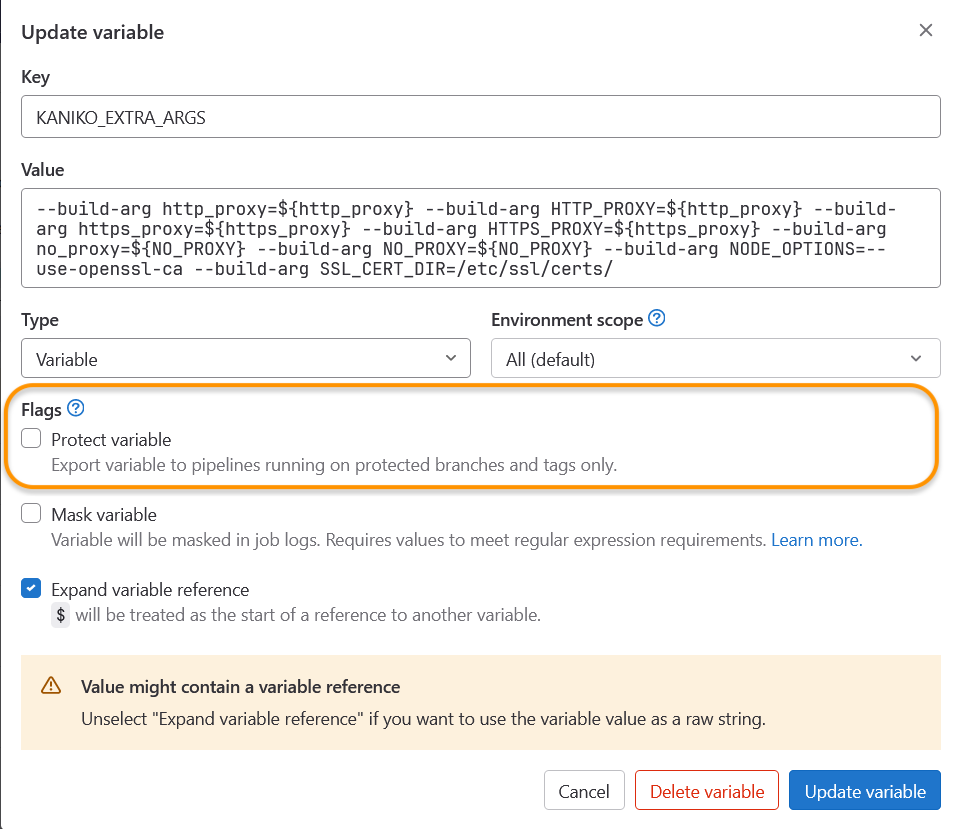 Update variable
Key
KANIKO_EXTRA_ARGS
Value
--build-arg http_proxy=${http_proxy} --build-arg HTTP_PROXY=${http_proxy} --build-
arg https_proxy=${https_proxy} --build-arg HTTPS_PROXY=${https_proxy} --build-arg
no_proxy=${NO_PROXY} --build-arg NO_PROXY=${NO_PROXY} --build-arg NODE_OPTIONS=--
use-openssl-ca --build-arg SSL_CERT_DIR=/etc/ssl/certs/
Type
Environment scope
Variable
All (default)
Flags
Protect variable
Export variable to pipelines running on protected branches and tags only.
Mask variable
Variable will be masked in job logs. Requires values to meet regular expression requirements. Learn more.
Expand variable reference
$ will be treated as the start of a reference to another variable.
Value might contain a variable reference
Unselect "Expand variable reference" if you want to use the variable value as a raw string.
Cancel
Delete variable
Update variable